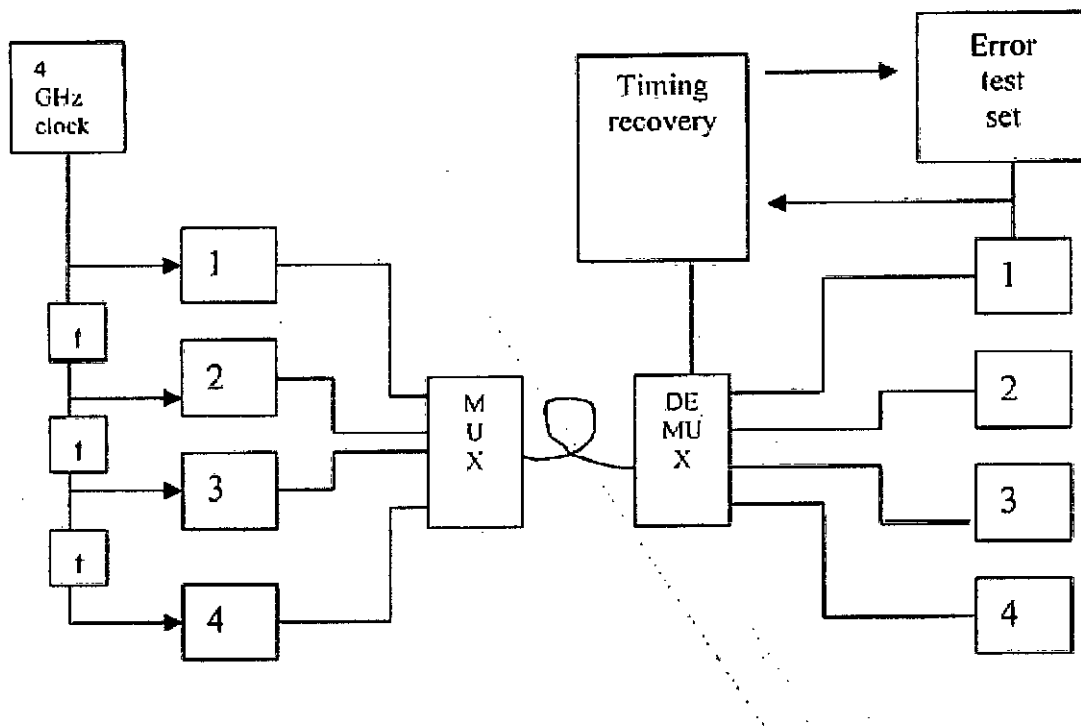 4
GHz
clock
Timing
recovery
Error
test
set
1
2
3
4
t
t
t
M
U
X
DE
MU
X
1
2
3
4